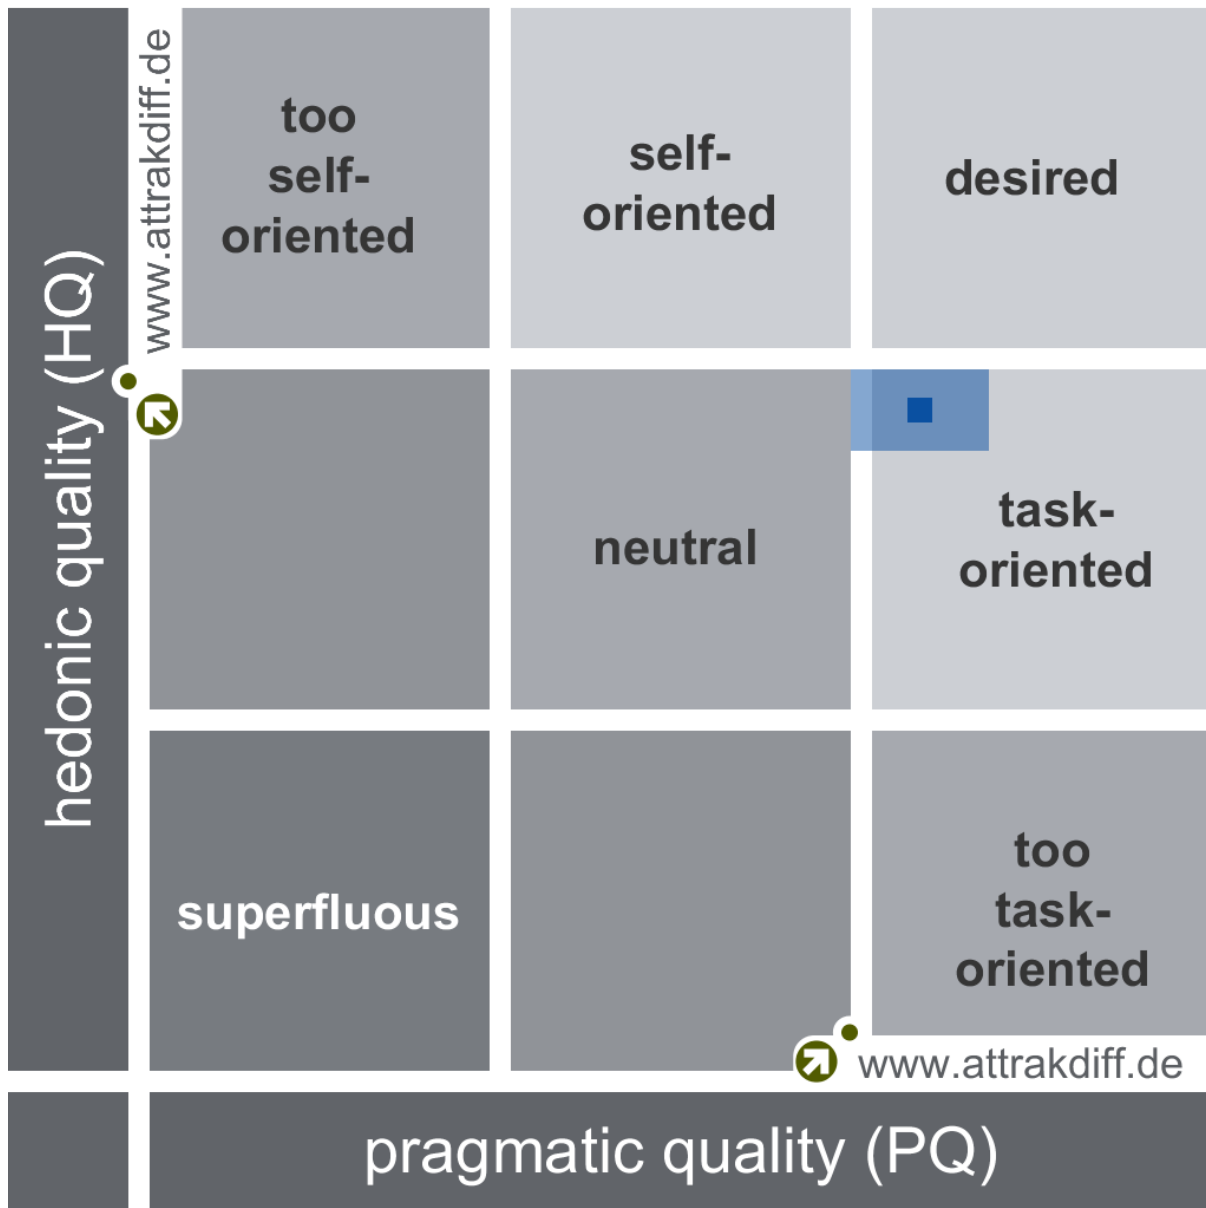 www.attrakdiff.de
too
self-
oriented
self-
oriented
desired
hedonic quality (HQ)
neutral
task-
oriented
superfluous
too
task-
oriented
www.attrakdiff.de
pragmatic quality (PQ)